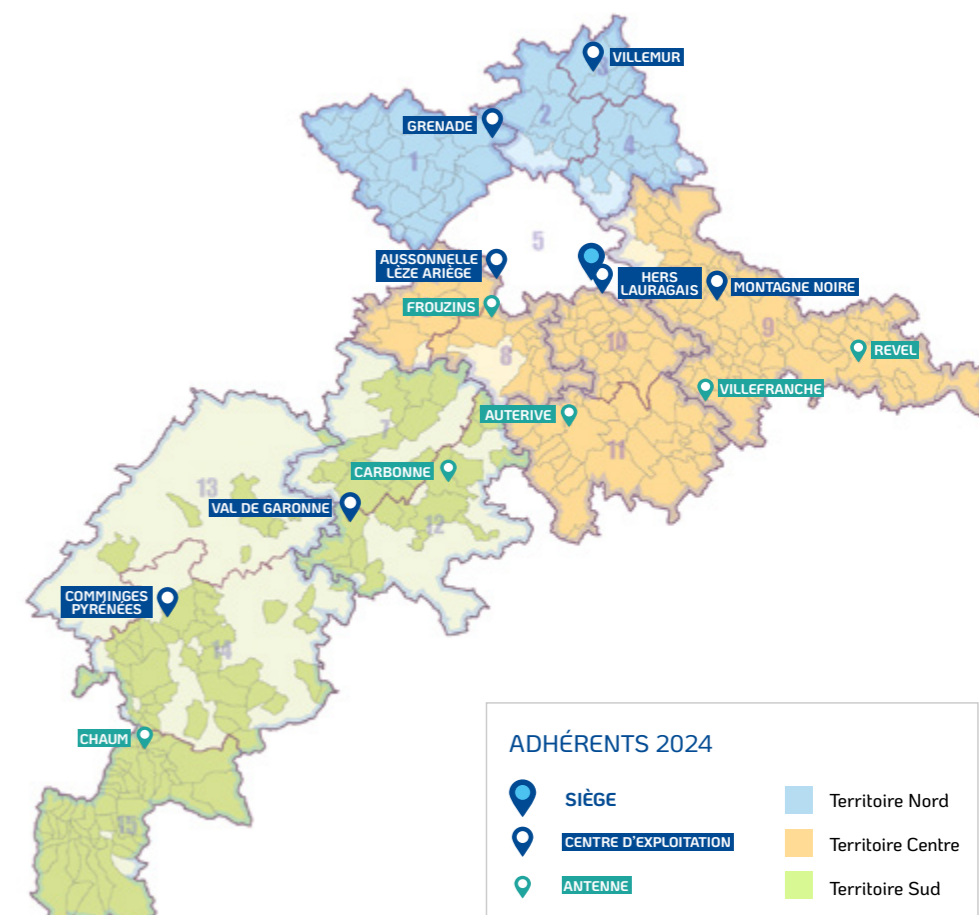 VILLEMUR
3
GRENADE
2
4
1
5
AUSSONNELLE
LÈZE ARIÈGE
HERS
LAURAGAIS
MONTAGNE NOIRE
FROUZINS
9
10
8
REVEL
VILLEFRANCHE
AUTERIVE
7
11
CARBONNE
13
VAL DE GARONNE
12
COMMINGES
PYRÉNÉES
14
CHAUM
15
ADHÉRENTS 2024
SIÈGE
CENTRE D'EXPLOITATION
ANTENNE
Territoire Nord
Territoire Centre
Territoire Sud